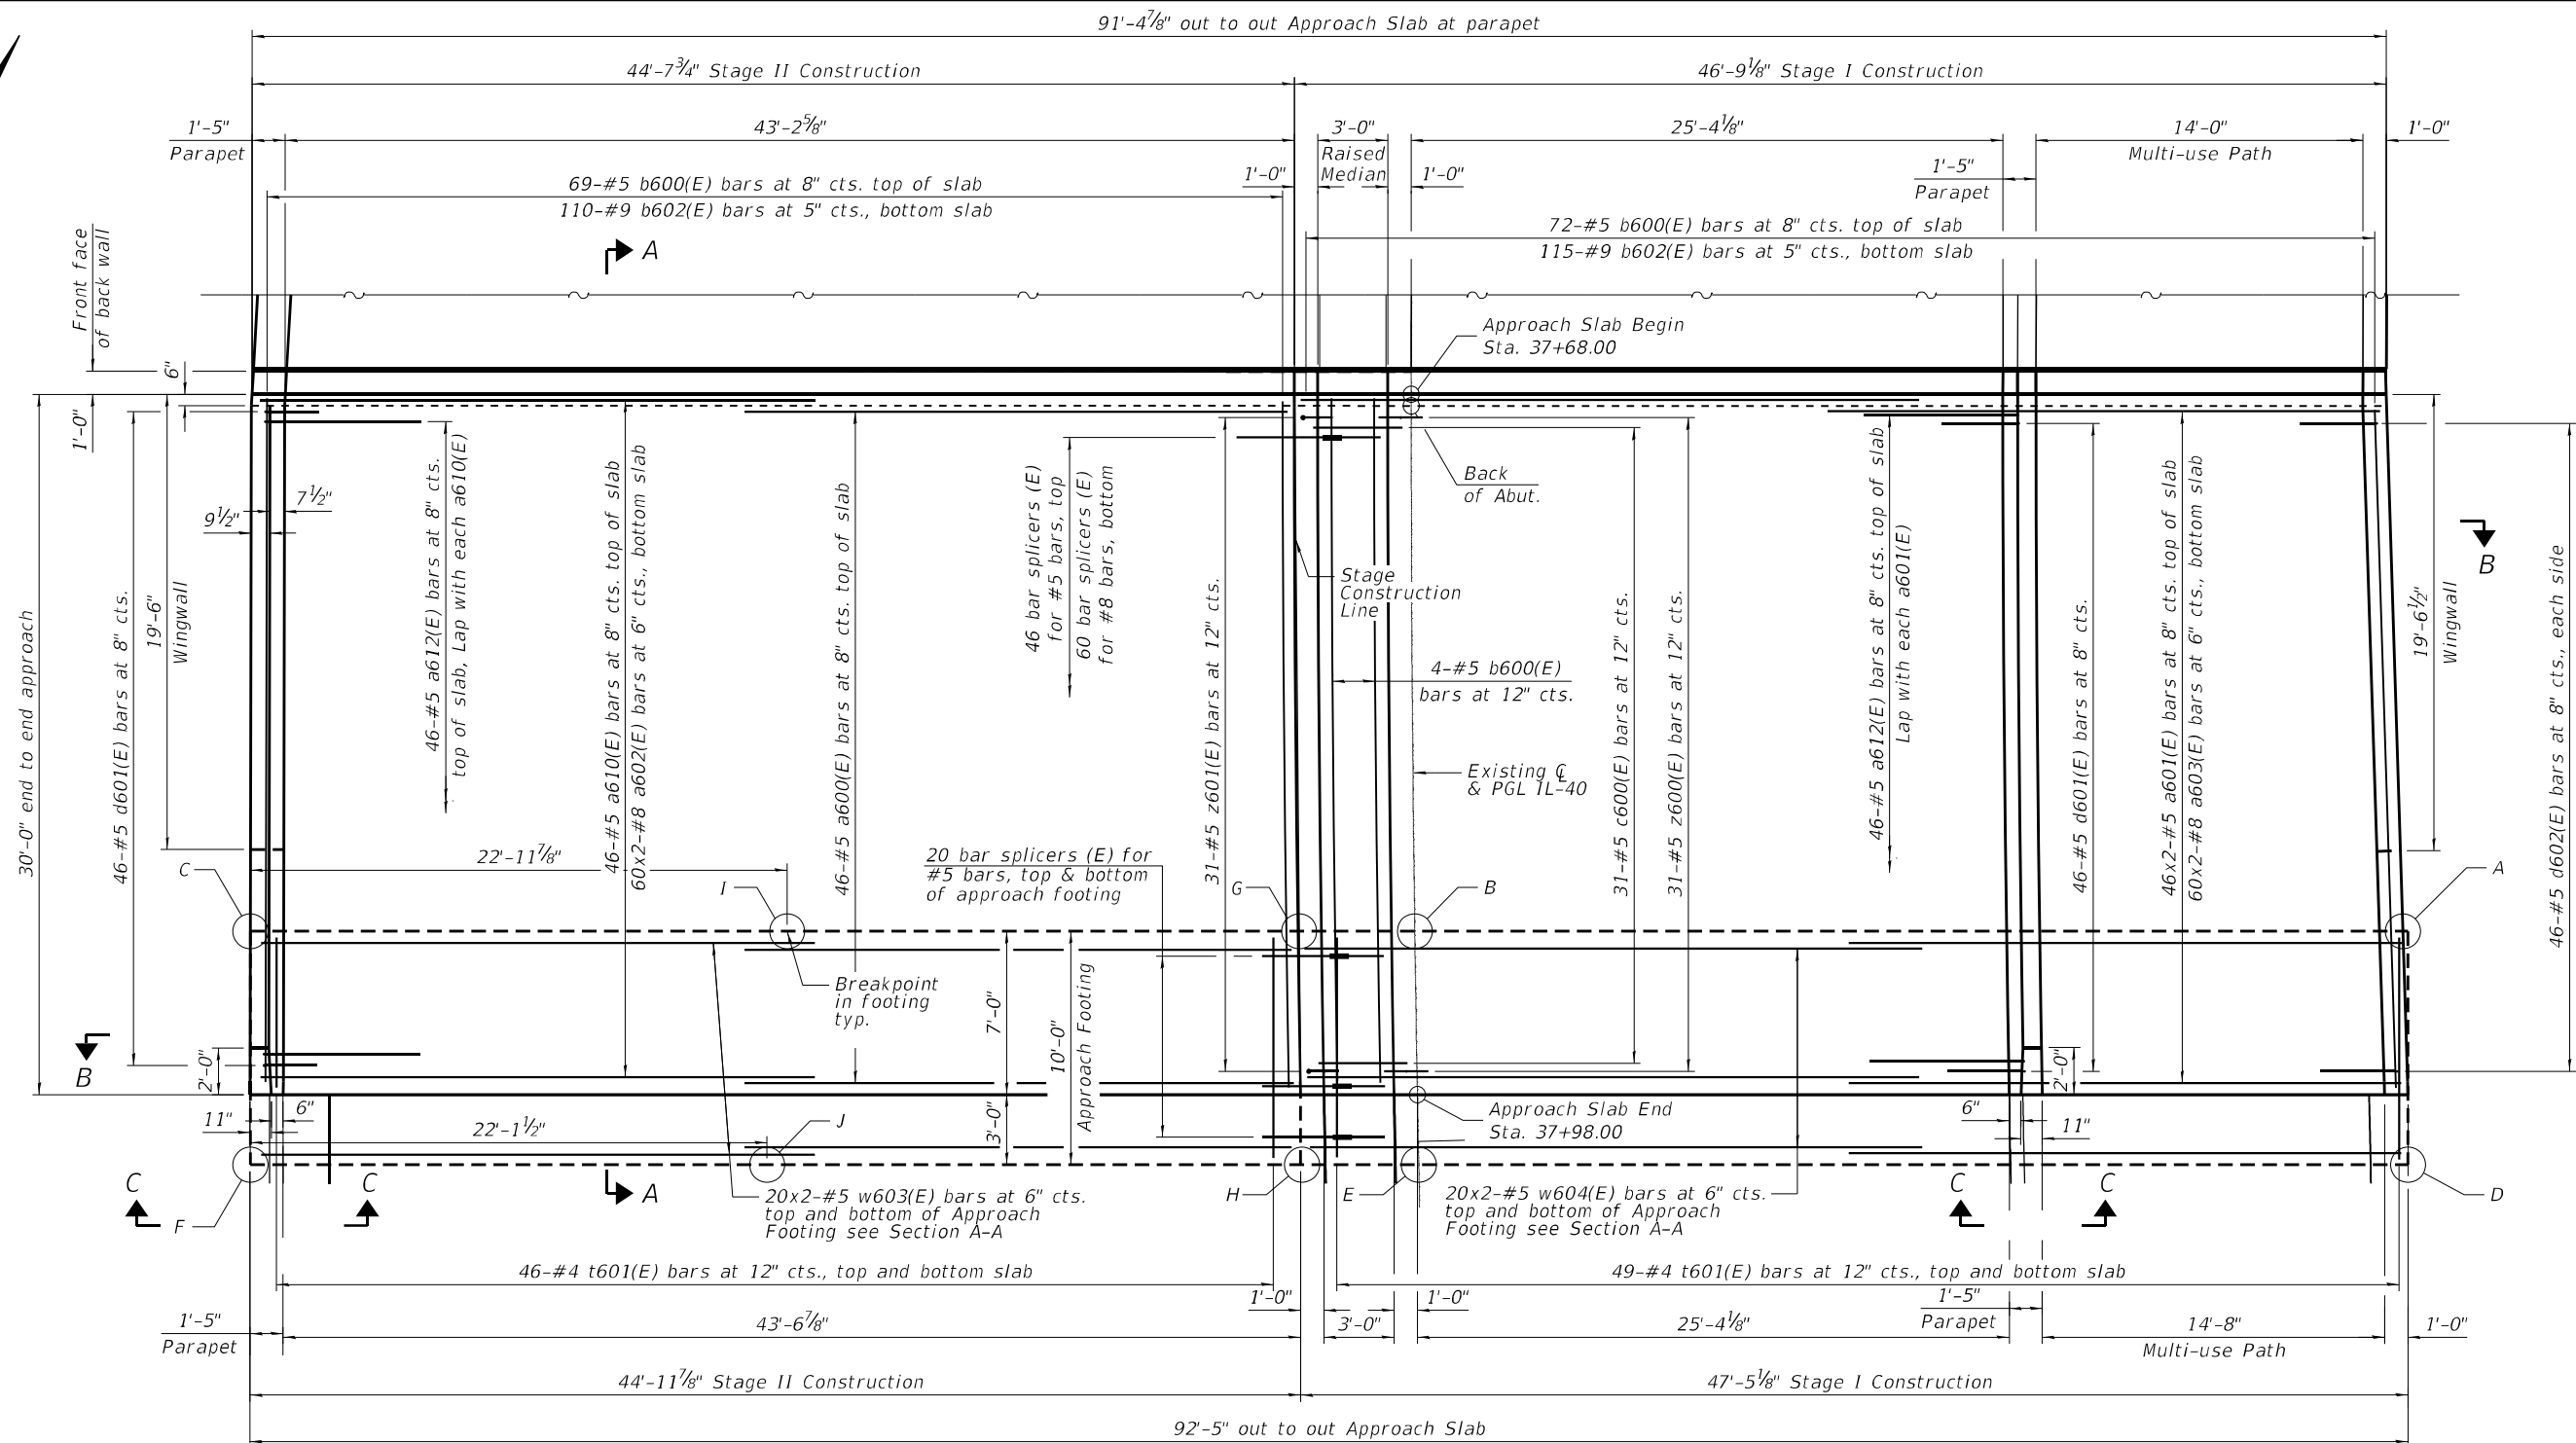 91'-4⅞" out to out Approach Slab at parapet
44'-7¾" Stage II Construction
46'-9⅛" Stage I Construction
1'-5"
Parapet
43'-2⅝"
3'-0"
Raised
Median
1'-0"
1'-0"
25'-4⅛"
1'-5"
Parapet
14'-0"
Multi-use Path
1'-0"
69-#5 b600(E) bars at 8" cts. top of slab
110-#9 b602(E) bars at 5" cts., bottom slab
72-#5 b600(E) bars at 8" cts. top of slab
115-#9 b602(E) bars at 5" cts., bottom slab
A
Front face
of back wall
6"
1'-0"
Approach Slab Begin
Sta. 37+68.00
Back
of Abut.
7½"
9½"
30'-0" end to end approach
46-#5 d601(E) bars at 8" cts.
19'-6"
Wingwall
46-#5 a612(E) bars at 8" cts.
top of slab, Lap with each a610(E)
46-#5 a610(E) bars at 8" cts. top of slab
60x2-#8 a602(E) bars at 6" cts., bottom slab
46-#5 a600(E) bars at 8" cts. top of slab
46 bar splicers (E)
for #5 bars, top
60 bar splicers (E)
for #8 bars, bottom
31-#5 z601(E) bars at 12" cts.
Stage
Construction
Line
4-#5 b600(E)
bars at 12" cts.
Existing ℄
& PGL IL-40
31-#5 c600(E) bars at 12" cts.
31-#5 z600(E) bars at 12" cts.
46-#5 a612(E) bars at 8" cts. top of slab
Lap with each a601(E)
46-#5 d601(E) bars at 8" cts.
46x2-#5 a601(E) bars at 8" cts. top of slab
60x2-#8 a603(E) bars at 6" cts., bottom slab
19'-6½"
Wingwall
B
46-#5 d602(E) bars at 8" cts., each side
22'-11⅞"
C
I
20 bar splicers (E) for
#5 bars, top & bottom
of approach footing
G
B
A
Breakpoint
in footing
typ.
7'-0"
10'-0"
Approach Footing
3'-0"
B
2'-0"
2'-0"
11"
6"
22'-1½"
J
Approach Slab End
Sta. 37+98.00
6"
11"
C
F
C
A
20x2-#5 w603(E) bars at 6" cts.
top and bottom of Approach
Footing see Section A-A
H
E
20x2-#5 w604(E) bars at 6" cts.
top and bottom of Approach
Footing see Section A-A
C
C
D
46-#4 t601(E) bars at 12" cts., top and bottom slab
49-#4 t601(E) bars at 12" cts., top and bottom slab
1'-5"
Parapet
43'-6⅞"
1'-0"
3'-0"
1'-0"
25'-4⅛"
1'-5"
Parapet
14'-8"
Multi-use Path
1'-0"
44'-11⅞" Stage II Construction
47'-5⅛" Stage I Construction
92'-5" out to out Approach Slab